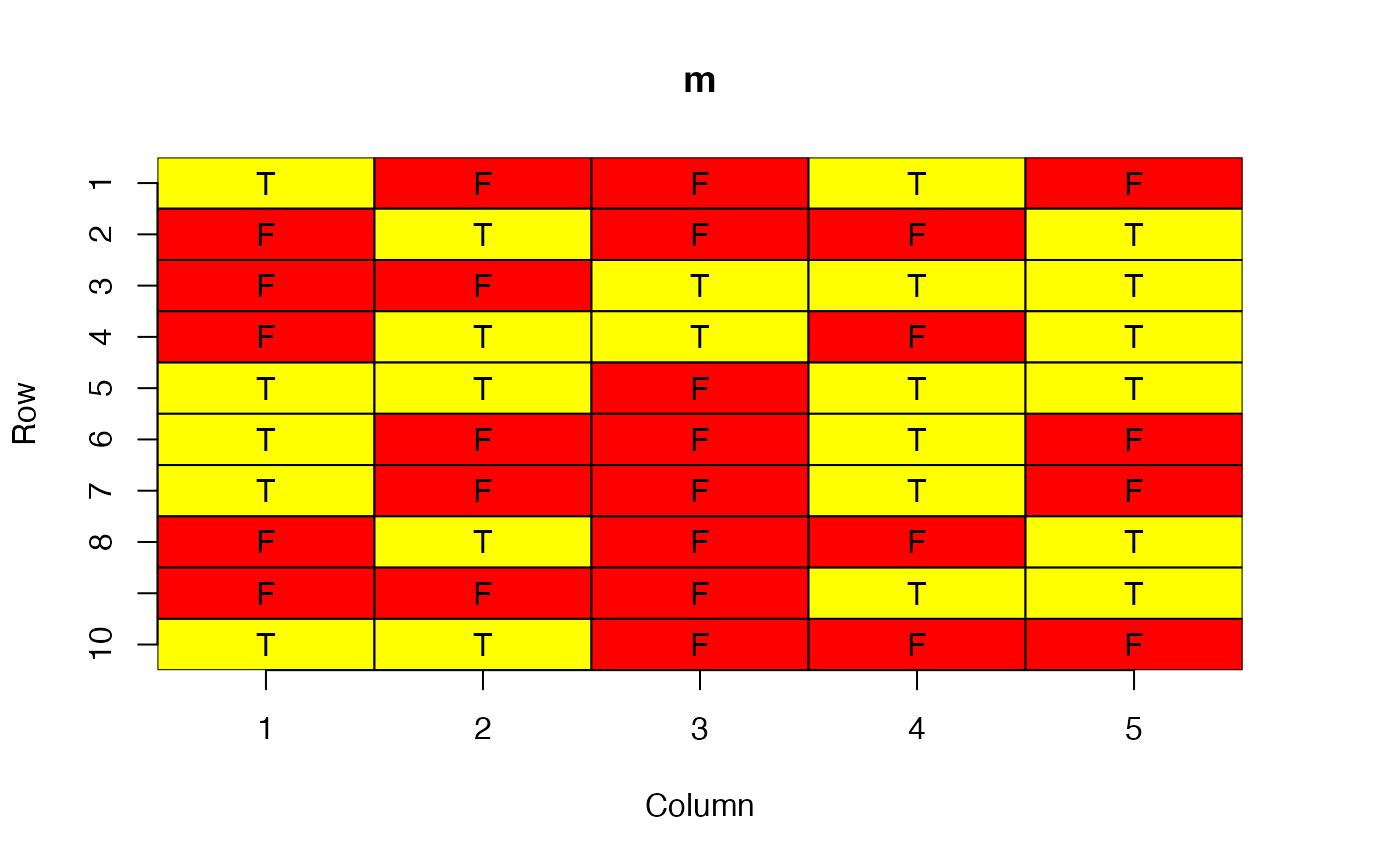 m
1 T F F T F
2 F T F F T
3 F F T T T
4 F T T F T
5 T T F T T
6 T F F T F
7 T F F T F
8 F T F F T
F F F T T
10 T T F F F
1 2 3 4 5
Row
Column